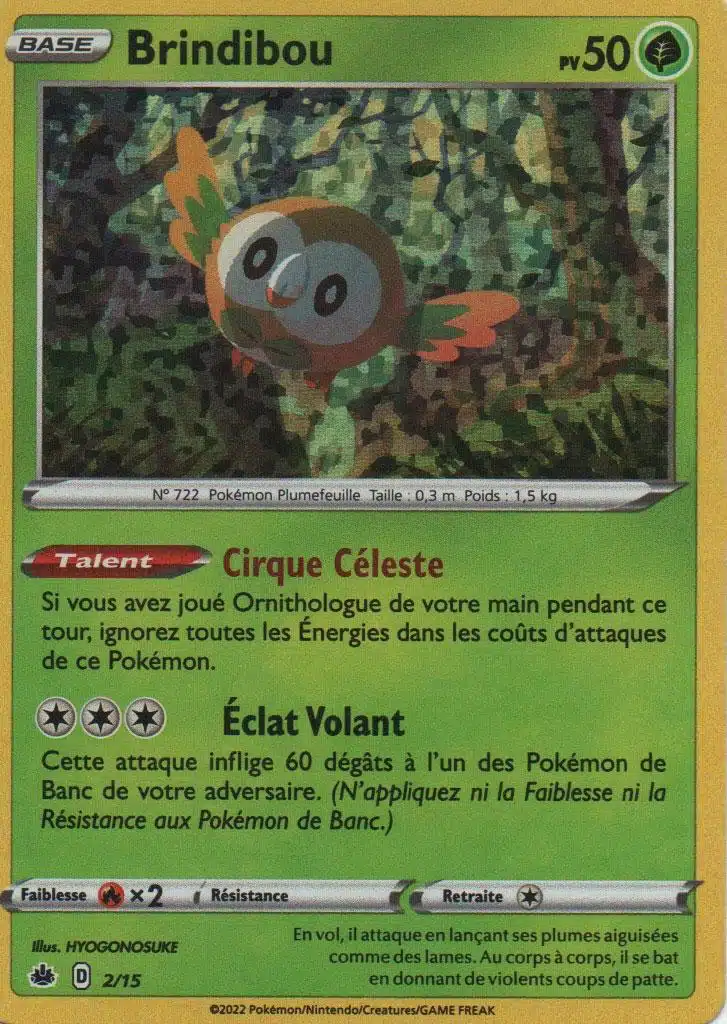 BASE Brindibou PV 50
N° 722 Pokémon Plumefeuille Taille : 0,3 m Poids : 1,5 kg
Talent Cirque Céleste
Si vous avez joué Ornithologue de votre main pendant ce
tour, ignorez toutes les Énergies dans les coûts d'attaques
de ce Pokémon.
Éclat Volant
Cette attaque inflige 60 dégâts à l'un des Pokémon de
Banc de votre adversaire. (N'appliquez ni la Faiblesse ni la
Résistance aux Pokémon de Banc.)
Faiblesse ×2 Résistance Retraite
Illus. HYOGONOSUKE
D 2/15
En vol, il attaque en lançant ses plumes aiguisées
comme des lames. Au corps à corps, il se bat
en donnant de violents coups de patte.
©2022 Pokémon/Nintendo/Creatures/GAME FREAK